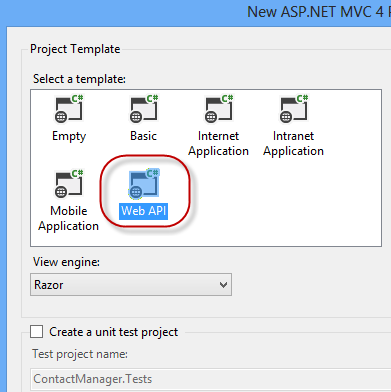 New ASP.NET MVC 4
Project Template
Select a template:
C# C# C# C#
Empty Basic Internet Application Intranet Application
C# C#
Mobile Application Web API
View engine:
Razor
Create a unit test project
Test project name:
ContactManager.Tests